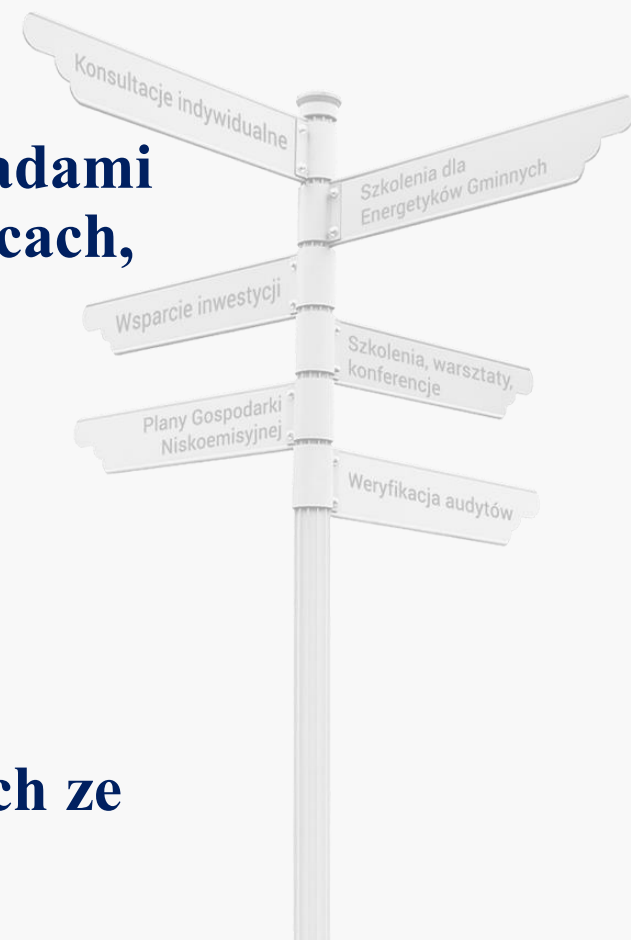 Konsultacje indywidualne
adami
Szkolenia dla
Energetyków Gminnych
cach,
Wsparcie inwestycji
Szkolenia, warsztaty,
konferencje
Plany Gospodarki
Niskoemisyjnej
Weryfikacja audytów
ch ze